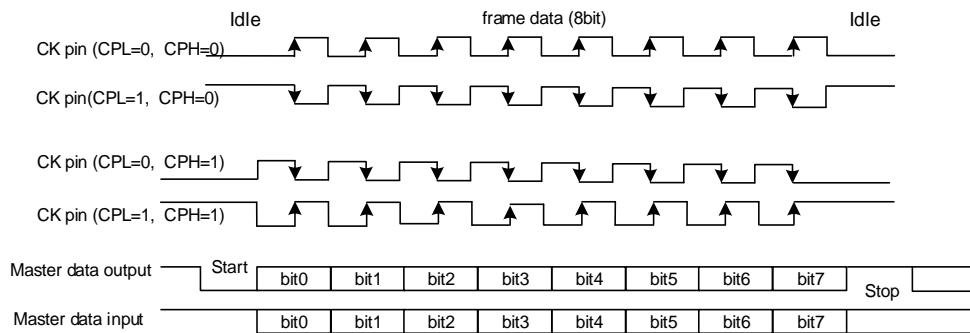 Idle frame data (8bit) Idle
CK pin (CPL=0, CPH=0)
CK pin(CPL=1, CPH=0)
CK pin (CPL=0, CPH=1)
CK pin (CPL=1, CPH=1)
Master data output Start bit0 bit1 bit2 bit3 bit4 bit5 bit6 bit7 Stop
Master data input bit0 bit1 bit2 bit3 bit4 bit5 bit6 bit7